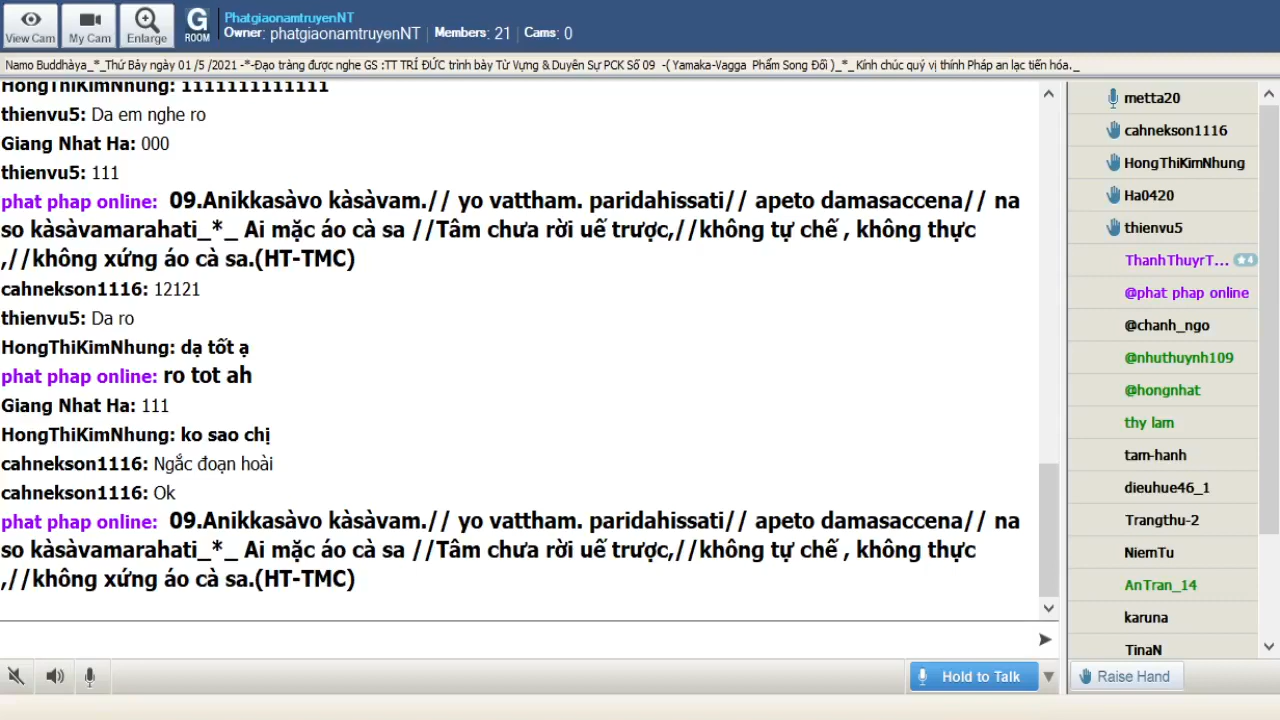 View Cam
My Cam
Enlarge
G
ROOM
PhatgiaonamtruyenNT
Owner: phatgiaonamtruyenNT | Members: 21 | Cams: 0
Namo Buddhàya_*_Thứ Bảy ngày 01 /5 /2021 -*-Đạo tràng được nghe GS :TT TRÍ ĐỨC trình bày Từ Vựng & Duyên Sự PCK Số 09 -( Yamaka-Vagga Phẩm Song Đối )_*_ Kính chúc quý vị thính Pháp an lạc tiến hóa._
HongThiKimNhung: 1111111111111
thienvu5: Da em nghe ro
Giang Nhat Ha: 000
thienvu5: 111
phat phap online: 09.Anikkasàvo kàsàvam.// yo vattham. paridahissati// apeto damasaccena// na
so kàsàvamarahati_*_ Ai mặc áo cà sa //Tâm chưa rời uế trược,//không tự chế , không thực
,//không xứng áo cà sa.(HT-TMC)
cahnekson1116: 12121
thienvu5: Da ro
HongThiKimNhung: dạ tốt ạ
phat phap online: ro tot ah
Giang Nhat Ha: 111
HongThiKimNhung: ko sao chị
cahnekson1116: Ngắc đoạn hoài
cahnekson1116: Ok
phat phap online: 09.Anikkasàvo kàsàvam.// yo vattham. paridahissati// apeto damasaccena// na
so kàsàvamarahati_*_ Ai mặc áo cà sa //Tâm chưa rời uế trược,//không tự chế , không thực
,//không xứng áo cà sa.(HT-TMC)
Hold to Talk
metta20
cahnekson1116
HongThiKimNhung
Ha0420
thienvu5
ThanhThuyrT... ★4
@phat phap online
@chanh_ngo
@nhuthuynh109
@hongnhat
thy lam
tam-hanh
dieuhue46_1
Trangthu-2
NiemTu
AnTran_14
karuna
TinaN
Raise Hand